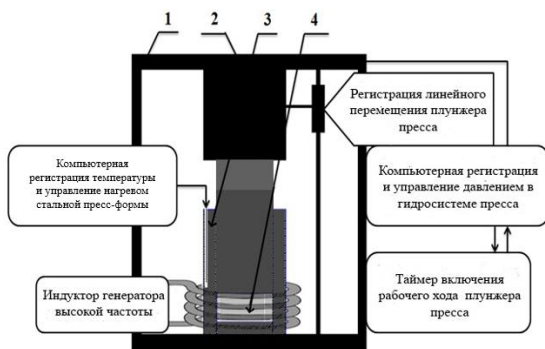 1 2 3 4
Регистрация линейного
перемещения плунжера
пресса
Компьютерная
регистрация температуры
и управление нагревом
стальной пресс-формы
Компьютерная регистрация
и управление давлением в
гидросистеме пресса
Индуктор генератора
высокой частоты
Таймер включения
рабочего хода плунжера
пресса